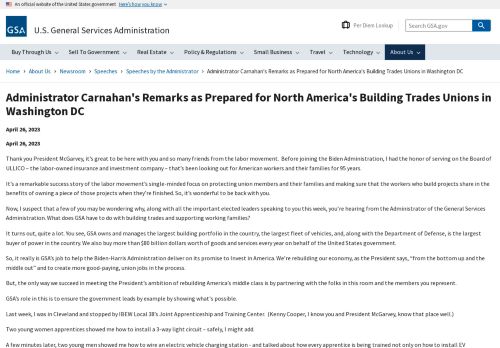 An official website of the United States government Here's how you know
GSA U.S. General Services Administration
Per Diem Lookup
Search GSA.gov
Buy Through Us Sell To Government Real Estate Policy & Regulations Small Business Travel Technology About Us
Home › About Us › Newsroom › Speeches › Speeches by the Administrator › Administrator Carnahan's Remarks as Prepared for North America's Building Trades Unions in Washington DC
Administrator Carnahan's Remarks as Prepared for North America's Building Trades Unions in
Washington DC
April 26, 2023
April 26, 2023
Thank you President McGarvey, it's great to be here with you and so many friends from the labor movement. Before joining the Biden Administration, I had the honor of serving on the Board of
ULLICO – the labor-owned insurance and investment company – that's been looking out for American workers and their families for 95 years.
It's a remarkable success story of the labor movement's single-minded focus on protecting union members and their families and making sure that the workers who build projects share in the
benefits of owning a piece of those projects when they're finished. So, it's wonderful to be back with you.
Now, I suspect that a few of you may be wondering why, along with all the important elected leaders speaking to you this week, you're hearing from the Administrator of the General Services
Administration. What does GSA have to do with building trades and supporting working families?
It turns out, quite a lot. You see, GSA owns and manages the largest building portfolio in the country, the largest fleet of vehicles, and, along with the Department of Defense, is the largest
buyer of power in the country. We also buy more than $80 billion dollars worth of goods and services every year on behalf of the United States government.
So, it really is GSA's job to help the Biden-Harris Administration deliver on its promise to Invest in America. We're rebuilding our economy, as the President says, "from the bottom up and the
middle out" and to create more good-paying, union jobs in the process.
But, the only way we succeed in meeting the President's ambition of rebuilding America's middle class is by partnering with the folks in this room and the members you represent.
GSA's role in this is to ensure the government leads by example by showing what's possible.
Last week, I was in Cleveland and stopped by IBEW Local 38's Joint Apprenticeship and Training Center. (Kenny Cooper, I know you and President McGarvey, know that place well.)
Two young women apprentices showed me how to install a 3-way light circuit – safely, I might add.
A few minutes later, two young men showed me how to wire an electric vehicle charging station - and talked about how every apprentice is being trained not only on how to install EV